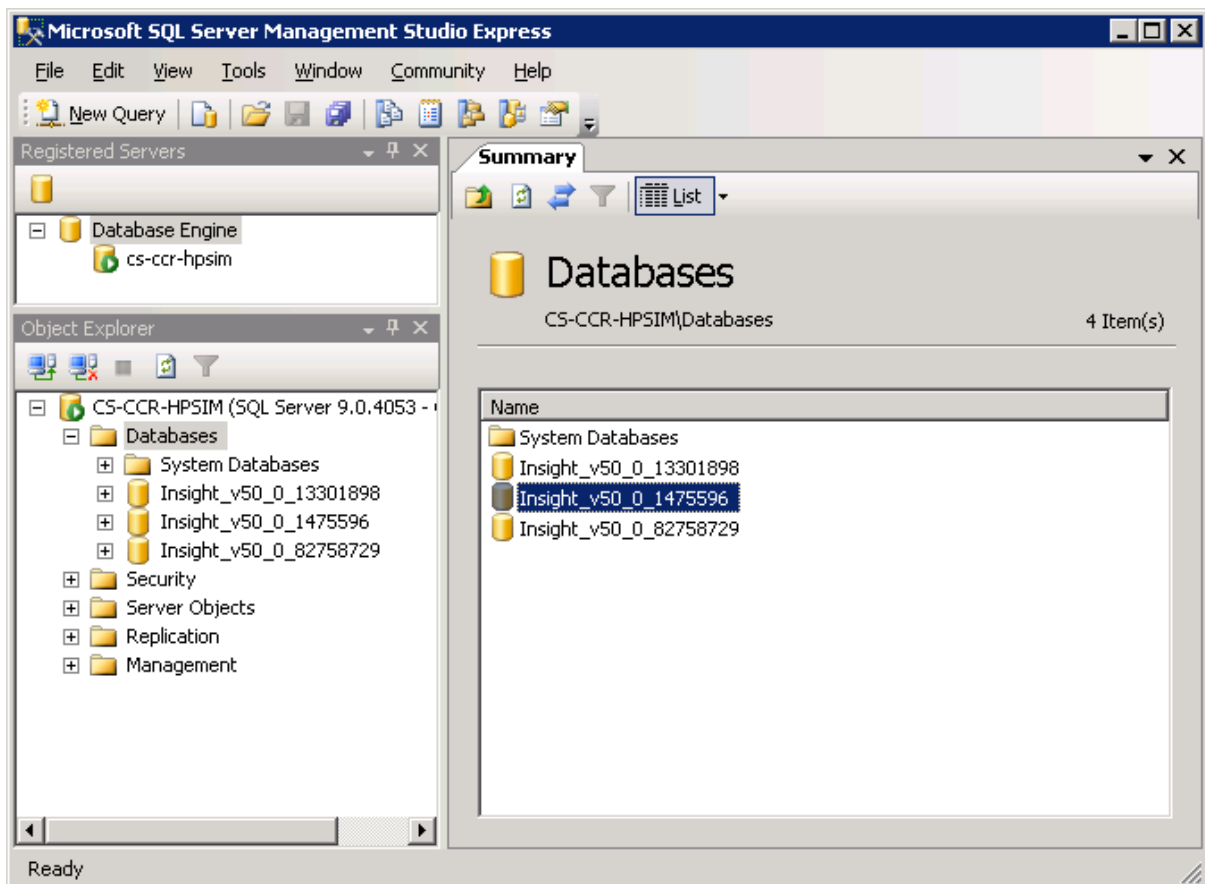 Microsoft SQL Server Management Studio Express
File Edit View Tools Window Community Help
New Query
Registered Servers
Database Engine
cs-ccr-hpsim
Object Explorer
CS-CCR-HPSIM (SQL Server 9.0.4053 -
Databases
System Databases
Insight_v50_0_13301898
Insight_v50_0_1475596
Insight_v50_0_82758729
Security
Server Objects
Replication
Management
Summary
List
Databases
CS-CCR-HPSIM\Databases 4 Item(s)
Name
System Databases
Insight_v50_0_13301898
Insight_v50_0_1475596
Insight_v50_0_82758729
Ready